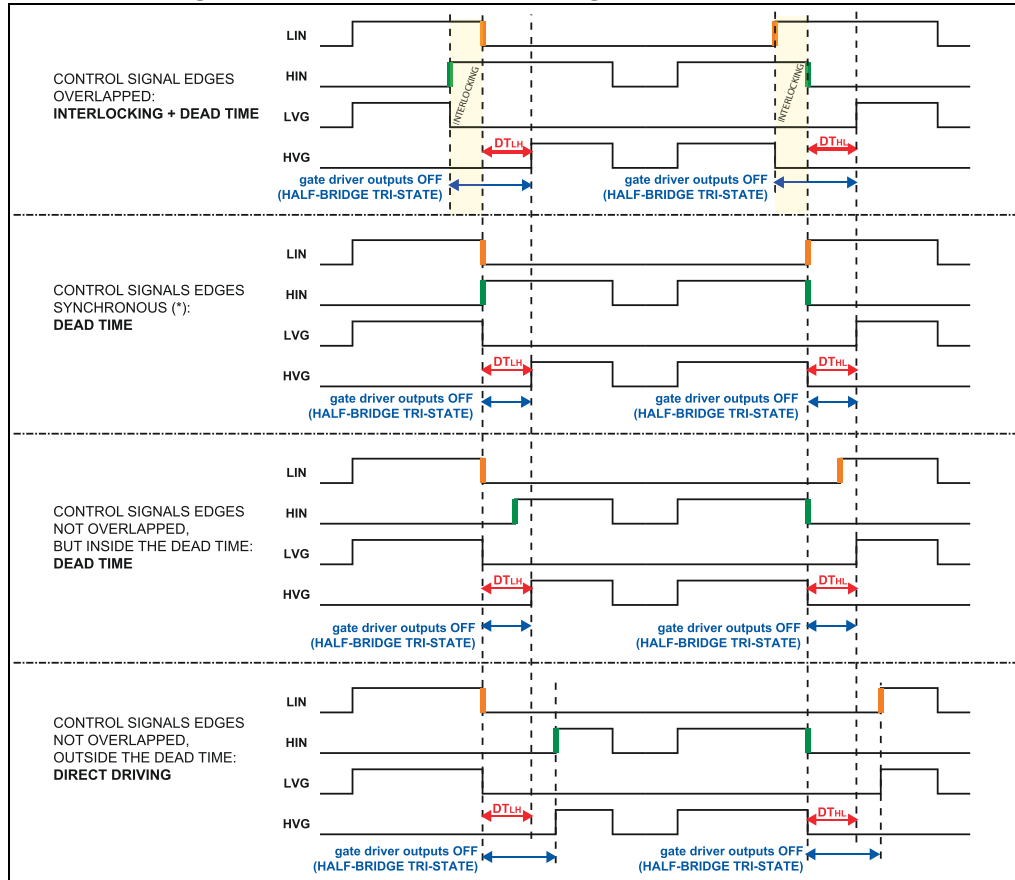 LIN
HIN
LVG
HVG
CONTROL SIGNAL EDGES
OVERLAPPED:
INTERLOCKING + DEAD TIME
INTERLOCKING
INTERLOCKING
DTLH
DTHL
gate driver outputs OFF
(HALF-BRIDGE TRI-STATE)
gate driver outputs OFF
(HALF-BRIDGE TRI-STATE)
LIN
HIN
LVG
HVG
CONTROL SIGNALS EDGES
SYNCHRONOUS (*):
DEAD TIME
DTLH
DTHL
gate driver outputs OFF
(HALF-BRIDGE TRI-STATE)
gate driver outputs OFF
(HALF-BRIDGE TRI-STATE)
LIN
HIN
LVG
HVG
CONTROL SIGNALS EDGES
NOT OVERLAPPED,
BUT INSIDE THE DEAD TIME:
DEAD TIME
DTLH
DTHL
gate driver outputs OFF
(HALF-BRIDGE TRI-STATE)
gate driver outputs OFF
(HALF-BRIDGE TRI-STATE)
LIN
HIN
LVG
HVG
CONTROL SIGNALS EDGES
NOT OVERLAPPED,
OUTSIDE THE DEAD TIME:
DIRECT DRIVING
DTLH
DTHL
gate driver outputs OFF
(HALF-BRIDGE TRI-STATE)
gate driver outputs OFF
(HALF-BRIDGE TRI-STATE)